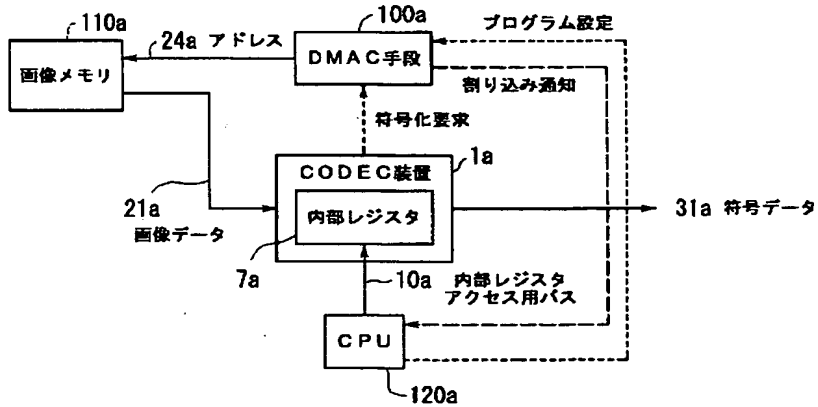 110a
100a
プログラム設定
24a アドレス
画像メモリ
DMAC手段
割り込み通知
符号化要求
1a
CODEC装置
内部レジスタ
21a
画像データ
7a
31a 符号データ
10a
内部レジスタ
アクセス用バス
CPU
120a